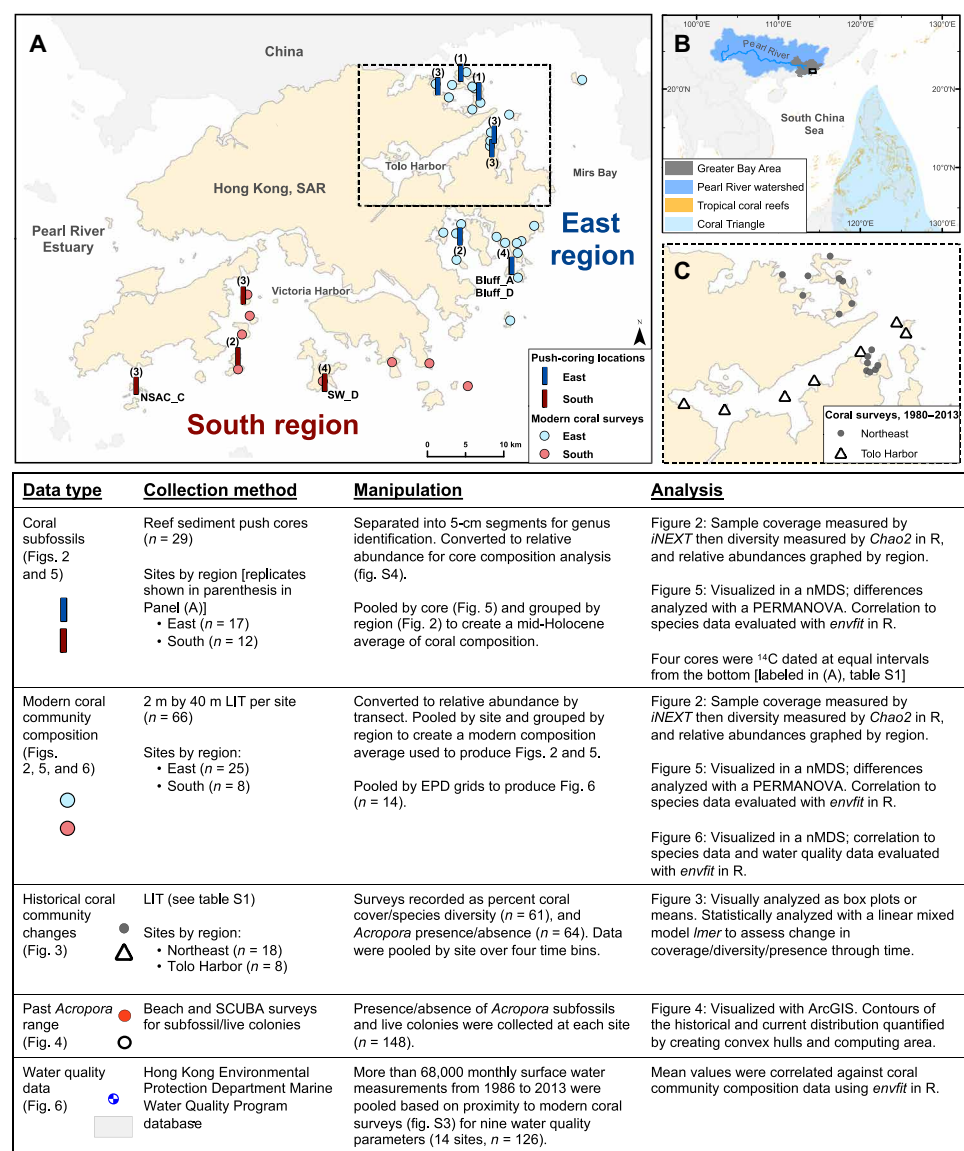 A
China
(1)
(3)
(1)
(3)
Tolo Harbor
(3)
Mirs Bay
Hong Kong, SAR
East
region
Pearl River
Estuary
(2)
(4)
Bluff_A
Bluff_D
(3)
Victoria Harbor
N
(2)
(3)
(4)
NSAC_C
SW_D
South region
0 5 10 km
Push-coring
locations
East
South
Modern coral
surveys
East
South
B
100°0'E 110°0'E 120°0'E 130°0'E
Pearl River
20°0'N 20°0'N
South China
Sea
10°0'N
Greater Bay Area
Pearl River watershed
Tropical coral reefs
Coral Triangle
120°0'E 130°0'E
C
Coral surveys, 1980–2013
Northeast
Tolo Harbor
Data type Collection method Manipulation Analysis
Coral
subfossils
(Figs. 2
and 5)
Reef sediment push cores
(n = 29)
Sites by region [replicates
shown in parenthesis in
Panel (A)]
• East (n = 17)
• South (n = 12)
Separated into 5-cm segments for genus
identification. Converted to relative
abundance for core composition analysis
(fig. S4).
Pooled by core (Fig. 5) and grouped by
region (Fig. 2) to create a mid-Holocene
average of coral composition.
Figure 2: Sample coverage measured by
iNEXT then diversity measured by Chao2 in R,
and relative abundances graphed by region.
Figure 5: Visualized in a nMDS; differences
analyzed with a PERMANOVA. Correlation to
species data evaluated with envfit in R.
Four cores were ¹⁴C dated at equal intervals
from the bottom [labeled in (A), table S1]
Modern coral
community
composition
(Figs.
2, 5, and 6)
2 m by 40 m LIT per site
(n = 66)
Sites by region:
• East (n = 25)
• South (n = 8)
Converted to relative abundance by
transect. Pooled by site and grouped by
region to create a modern composition
average used to produce Figs. 2 and 5.
Pooled by EPD grids to produce Fig. 6
(n = 14).
Figure 2: Sample coverage measured by
iNEXT then diversity measured by Chao2 in R,
and relative abundances graphed by region.
Figure 5: Visualized in a nMDS; differences
analyzed with a PERMANOVA. Correlation to
species data evaluated with envfit in R.
Figure 6: Visualized in a nMDS; correlation to
species data and water quality data evaluated
with envfit in R.
Historical coral
community
changes
(Fig. 3)
LIT (see table S1)
Sites by region:
• Northeast (n = 18)
• Tolo Harbor (n = 8)
Surveys recorded as percent coral
cover/species diversity (n = 61), and
Acropora presence/absence (n = 64). Data
were pooled by site over four time bins.
Figure 3: Visually analyzed as box plots or
means. Statistically analyzed with a linear mixed
model lmer to assess change in
coverage/diversity/presence through time.
Past Acropora
range
(Fig. 4)
Beach and SCUBA surveys
for subfossil/live colonies
Presence/absence of Acropora subfossils
and live colonies were collected at each site
(n = 148).
Figure 4: Visualized with ArcGIS. Contours of
the historical and current distribution quantified
by creating convex hulls and computing area.
Water quality
data
(Fig. 6)
Hong Kong Environmental
Protection Department Marine
Water Quality Program
database
More than 68,000 monthly surface water
measurements from 1986 to 2013 were
pooled based on proximity to modern coral
surveys (fig. S3) for nine water quality
parameters (14 sites, n = 126).
Mean values were correlated against coral
community composition data using envfit in R.